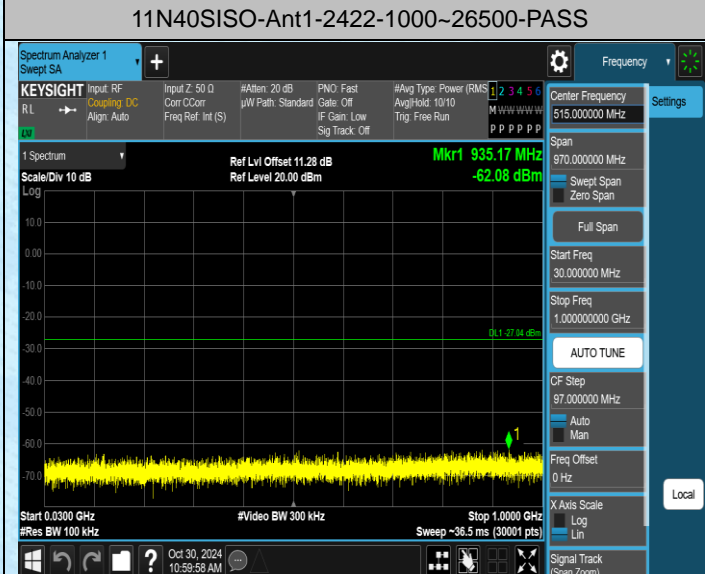 11N40SISO-Ant1-2422-1000~26500-PASS
Spectrum Analyzer 1
Swept SA
+
Frequency
KEYSIGHT
RL
LXI
Input: RF
Coupling: DC
Align: Auto
Input Z: 50 Ω
Corr CCorr
Freq Ref: Int (S)
#Atten: 20 dB
µW Path: Standard
PNO: Fast
Gate: Off
IF Gain: Low
Sig Track: Off
#Avg Type: Power (RMS
Avg|Hold: 10/10
Trig: Free Run
1 2 3 4 5 6
M W W W W W
P P P P P P
1 Spectrum
Scale/Div 10 dB
Ref Lvl Offset 11.28 dB
Ref Level 20.00 dBm
Mkr1 935.17 MHz
-62.08 dBm
Log
10.0
0.00
-10.0
-20.0
DL1 -27.04 dBm
-30.0
-40.0
-50.0
1
-60.0
-70.0
Start 0.0300 GHz
#Res BW 100 kHz
#Video BW 300 kHz
Stop 1.0000 GHz
Sweep ~36.5 ms (30001 pts)
?
Oct 30, 2024
10:59:58 AM
Center Frequency
515.000000 MHz
Settings
Span
970.000000 MHz
Swept Span
Zero Span
Full Span
Start Freq
30.000000 MHz
Stop Freq
1.000000000 GHz
AUTO TUNE
CF Step
97.000000 MHz
Auto
Man
Freq Offset
0 Hz
X Axis Scale
Log
Lin
Local
Signal Track
(Span Zoom)